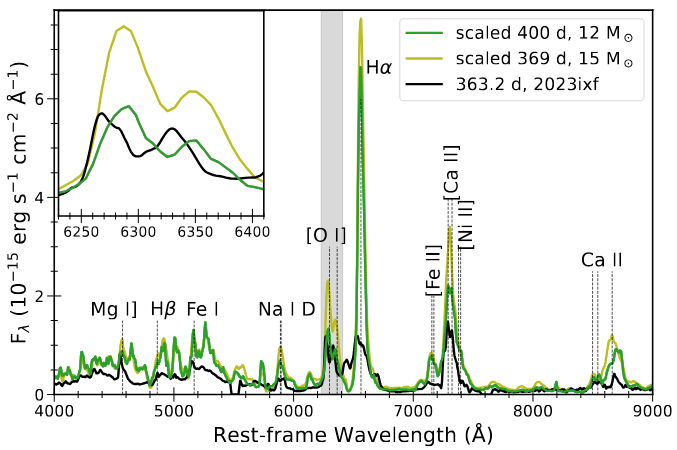 scaled 400 d, 12 M⊙
scaled 369 d, 15 M⊙
363.2 d, 2023ixf
Hα
6250 6300 6350 6400
[Ca II]
[Ni II]
[Fe II]
[O I]
Ca II
Mg I] Hβ Fe I Na I D
0 2 4 6
Fλ (10⁻¹⁵ erg s⁻¹ cm⁻² Å⁻¹)
4000 5000 6000 7000 8000 9000
Rest-frame Wavelength (Å)